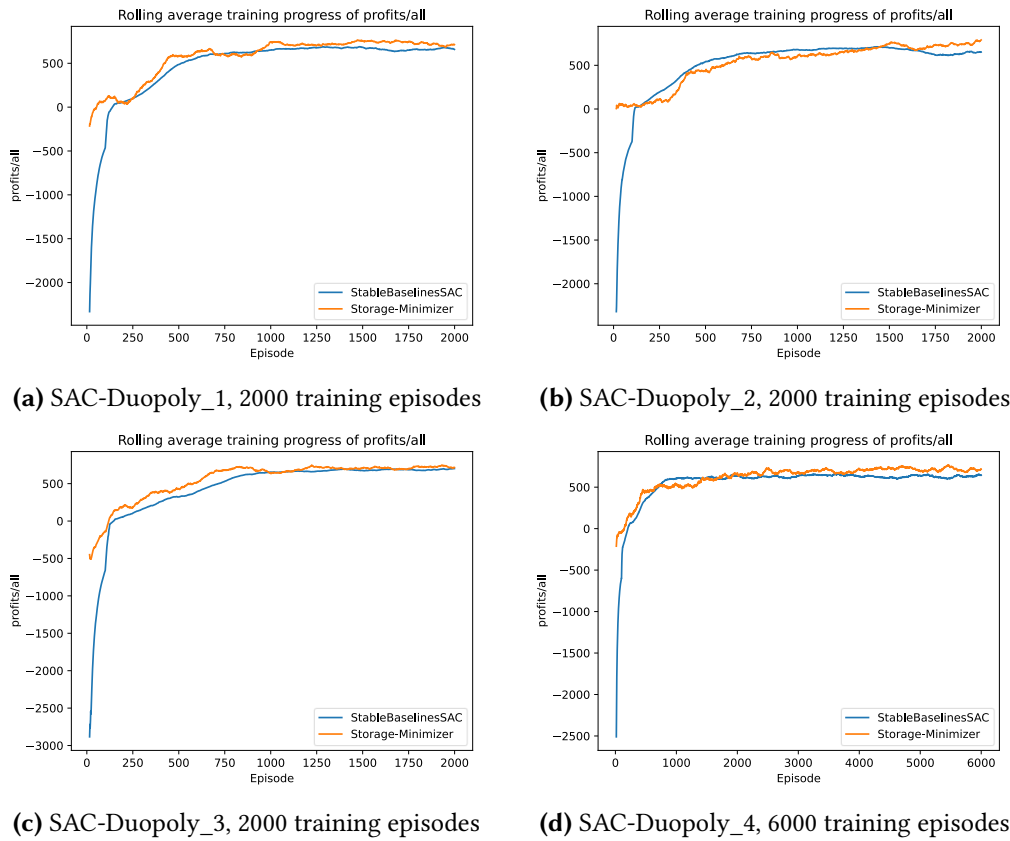 Rolling average training progress of profits/all
profits/all
500
0
−500
−1000
−1500
−2000
0 250 500 750 1000 1250 1500 1750 2000
Episode
StableBaselinesSAC
Storage-Minimizer
(a) SAC-Duopoly_1, 2000 training episodes
Rolling average training progress of profits/all
profits/all
500
0
−500
−1000
−1500
−2000
0 250 500 750 1000 1250 1500 1750 2000
Episode
StableBaselinesSAC
Storage-Minimizer
(b) SAC-Duopoly_2, 2000 training episodes
Rolling average training progress of profits/all
profits/all
500
0
−500
−1000
−1500
−2000
−2500
−3000
0 250 500 750 1000 1250 1500 1750 2000
Episode
StableBaselinesSAC
Storage-Minimizer
(c) SAC-Duopoly_3, 2000 training episodes
Rolling average training progress of profits/all
profits/all
500
0
−500
−1000
−1500
−2000
−2500
0 1000 2000 3000 4000 5000 6000
Episode
StableBaselinesSAC
Storage-Minimizer
(d) SAC-Duopoly_4, 6000 training episodes